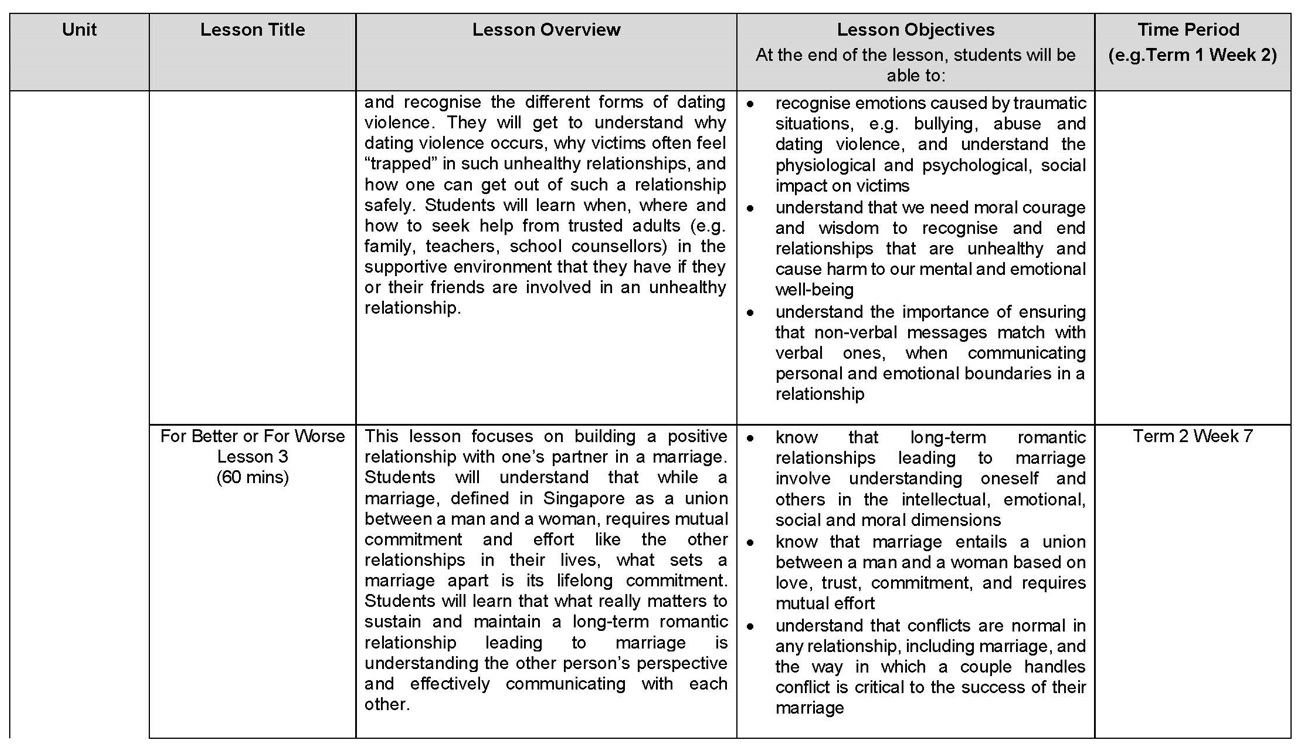 Unit
Lesson Title
Lesson Overview
Lesson Objectives
At the end of the lesson, students will be
able to:
Time Period
(e.g.Term 1 Week 2)
and recognise the different forms of dating
violence. They will get to understand why
dating violence occurs, why victims often feel
“trapped” in such unhealthy relationships, and
how one can get out of such a relationship
safely. Students will learn when, where and
how to seek help from trusted adults (e.g.
family, teachers, school counsellors) in the
supportive environment that they have if they
or their friends are involved in an unhealthy
relationship.
• recognise emotions caused by traumatic
situations, e.g. bullying, abuse and
dating violence, and understand the
physiological and psychological, social
impact on victims
• understand that we need moral courage
and wisdom to recognise and end
relationships that are unhealthy and
cause harm to our mental and emotional
well-being
• understand the importance of ensuring
that non-verbal messages match with
verbal ones, when communicating
personal and emotional boundaries in a
relationship
For Better or For Worse
Lesson 3
(60 mins)
This lesson focuses on building a positive
relationship with one’s partner in a marriage.
Students will understand that while a
marriage, defined in Singapore as a union
between a man and a woman, requires mutual
commitment and effort like the other
relationships in their lives, what sets a
marriage apart is its lifelong commitment.
Students will learn that what really matters to
sustain and maintain a long-term romantic
relationship leading to marriage is
understanding the other person’s perspective
and effectively communicating with each
other.
• know that long-term romantic
relationships leading to marriage
involve understanding oneself and
others in the intellectual, emotional,
social and moral dimensions
• know that marriage entails a union
between a man and a woman based on
love, trust, commitment, and requires
mutual effort
• understand that conflicts are normal in
any relationship, including marriage, and
the way in which a couple handles
conflict is critical to the success of their
marriage
Term 2 Week 7